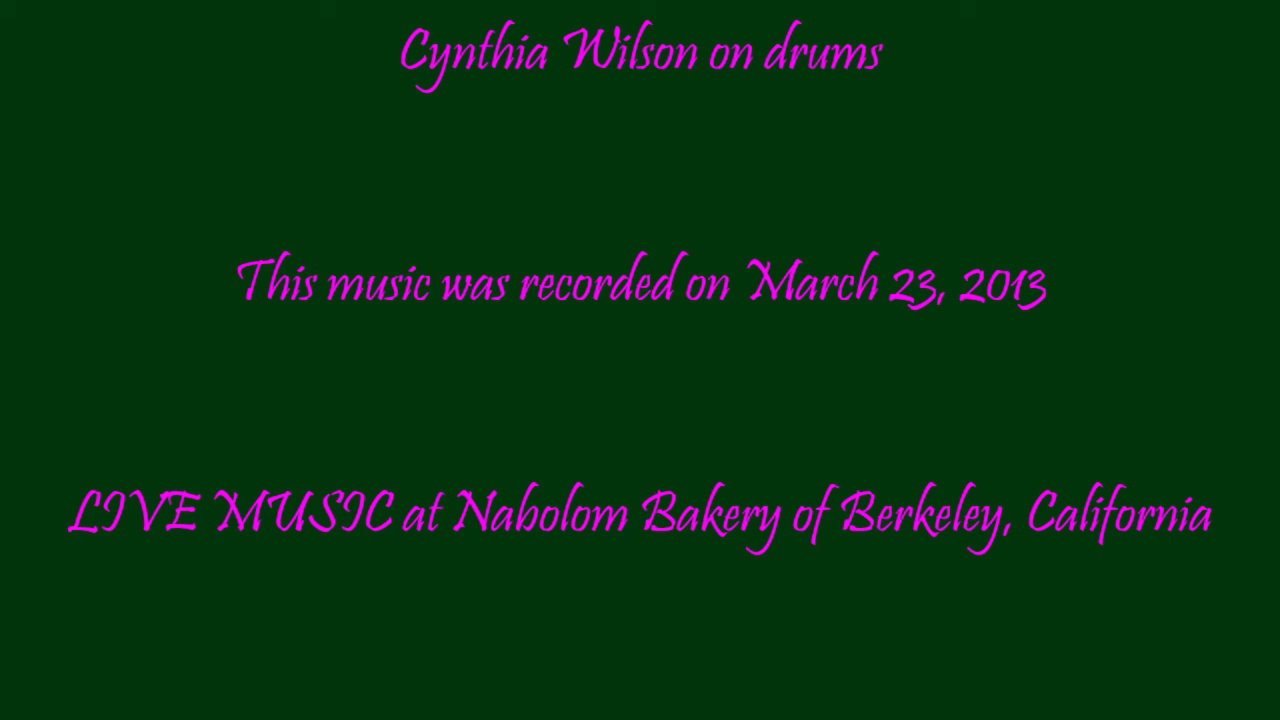 Cynthia Wilson on drums
This music was recorded on March 23, 2013
LIVE MUSIC at Nabolom Bakery of Berkeley, California